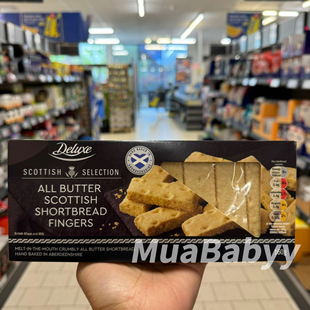 Deluxe
SCOTTISH SELECTION
ALL BUTTER
SCOTTISH
SHORTBREAD
FINGERS
MELT-IN-THE-MOUTH CRUMBLY ALL BUTTER SHORTBREAD
HAND BAKED IN ABERDEENSHIRE
MuaBabyy